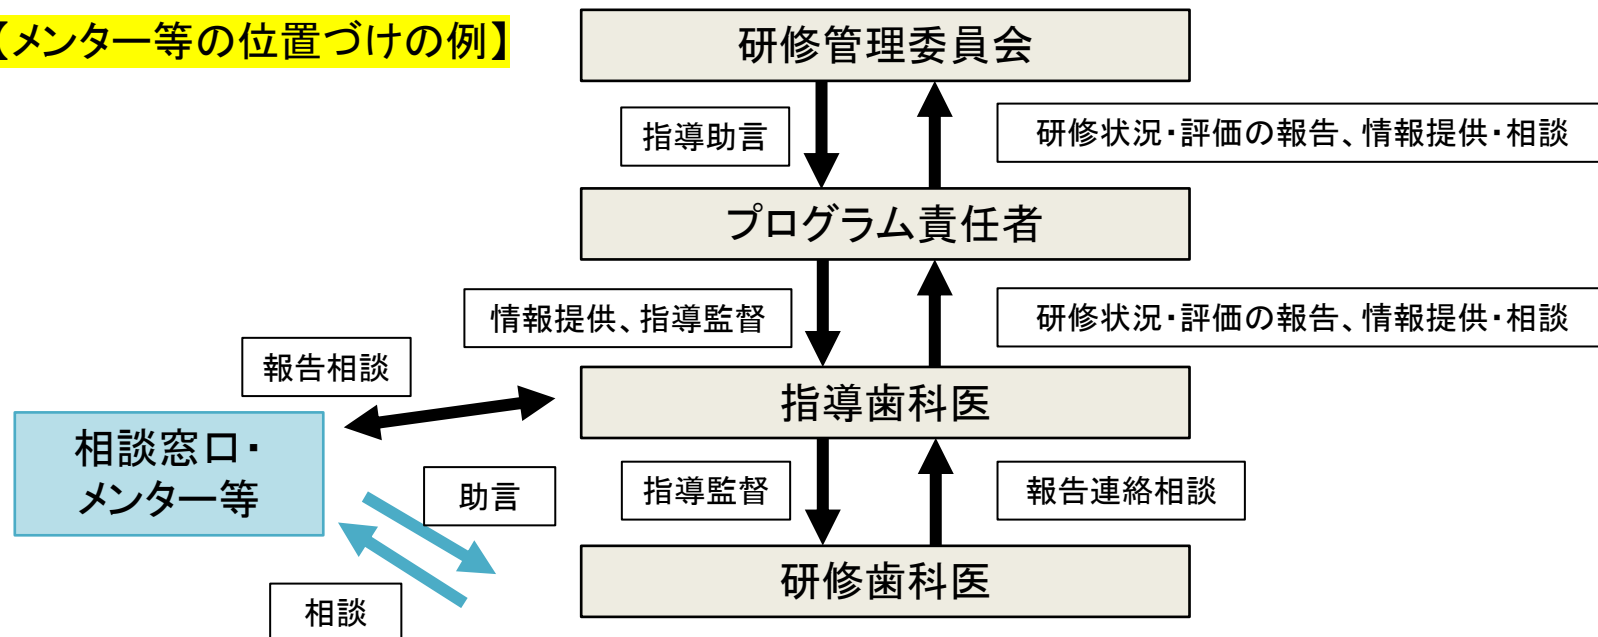 【メンター等の位置づけの例】
研修管理委員会
指導助言
研修状況・評価の報告、情報提供・相談
プログラム責任者
情報提供、指導監督
研修状況・評価の報告、情報提供・相談
報告相談
指導歯科医
相談窓口・
メンター等
助言
指導監督
報告連絡相談
研修歯科医
相談